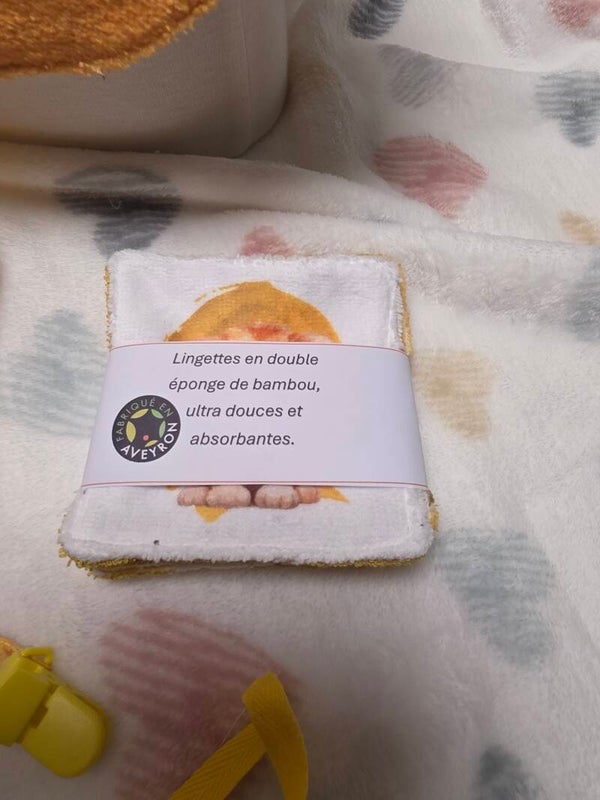 Lingettes en double
éponge de bambou,
ultra douces et
absorbantes.
FABRIQUÉ EN
AVEYRON